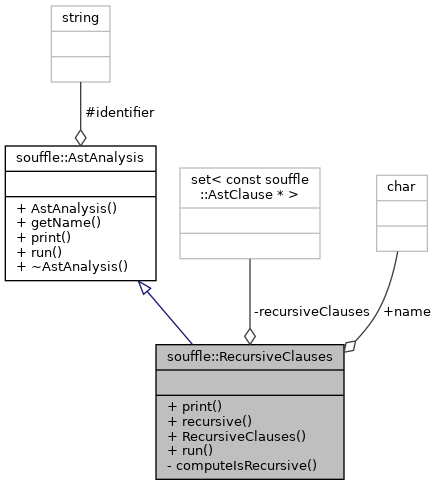 string
#identifier
souffle::AstAnalysis
+ AstAnalysis()
+ getName()
+ print()
+ run()
+ ~AstAnalysis()
set< const souffle
::AstClause * >
char
-recursiveClauses
+name
souffle::RecursiveClauses
+ print()
+ recursive()
+ RecursiveClauses()
+ run()
- computeIsRecursive()